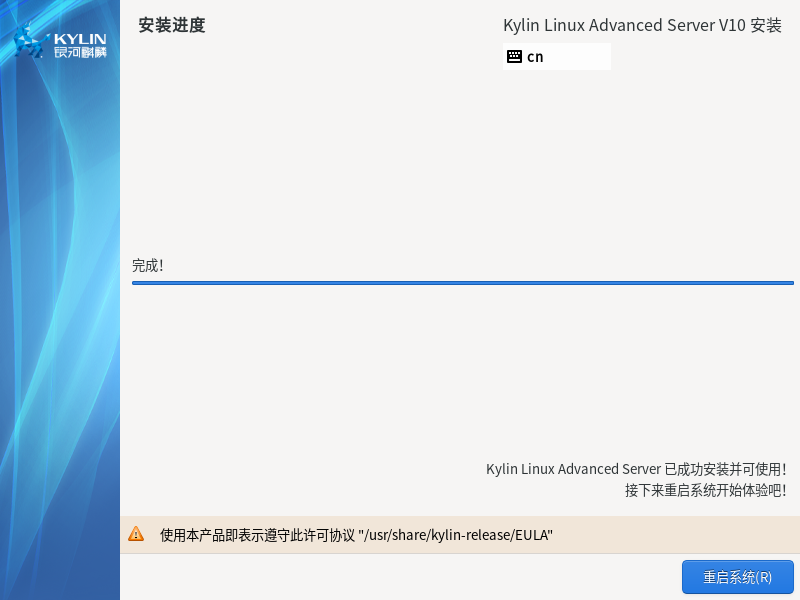 KYLIN
银河麒麟
安装进度
Kylin Linux Advanced Server V10 安装
cn
完成!
Kylin Linux Advanced Server 已成功安装并可使用!
接下来重启系统开始体验吧!
使用本产品即表示遵守此许可协议 "/usr/share/kylin-release/EULA"
重启系统(R)